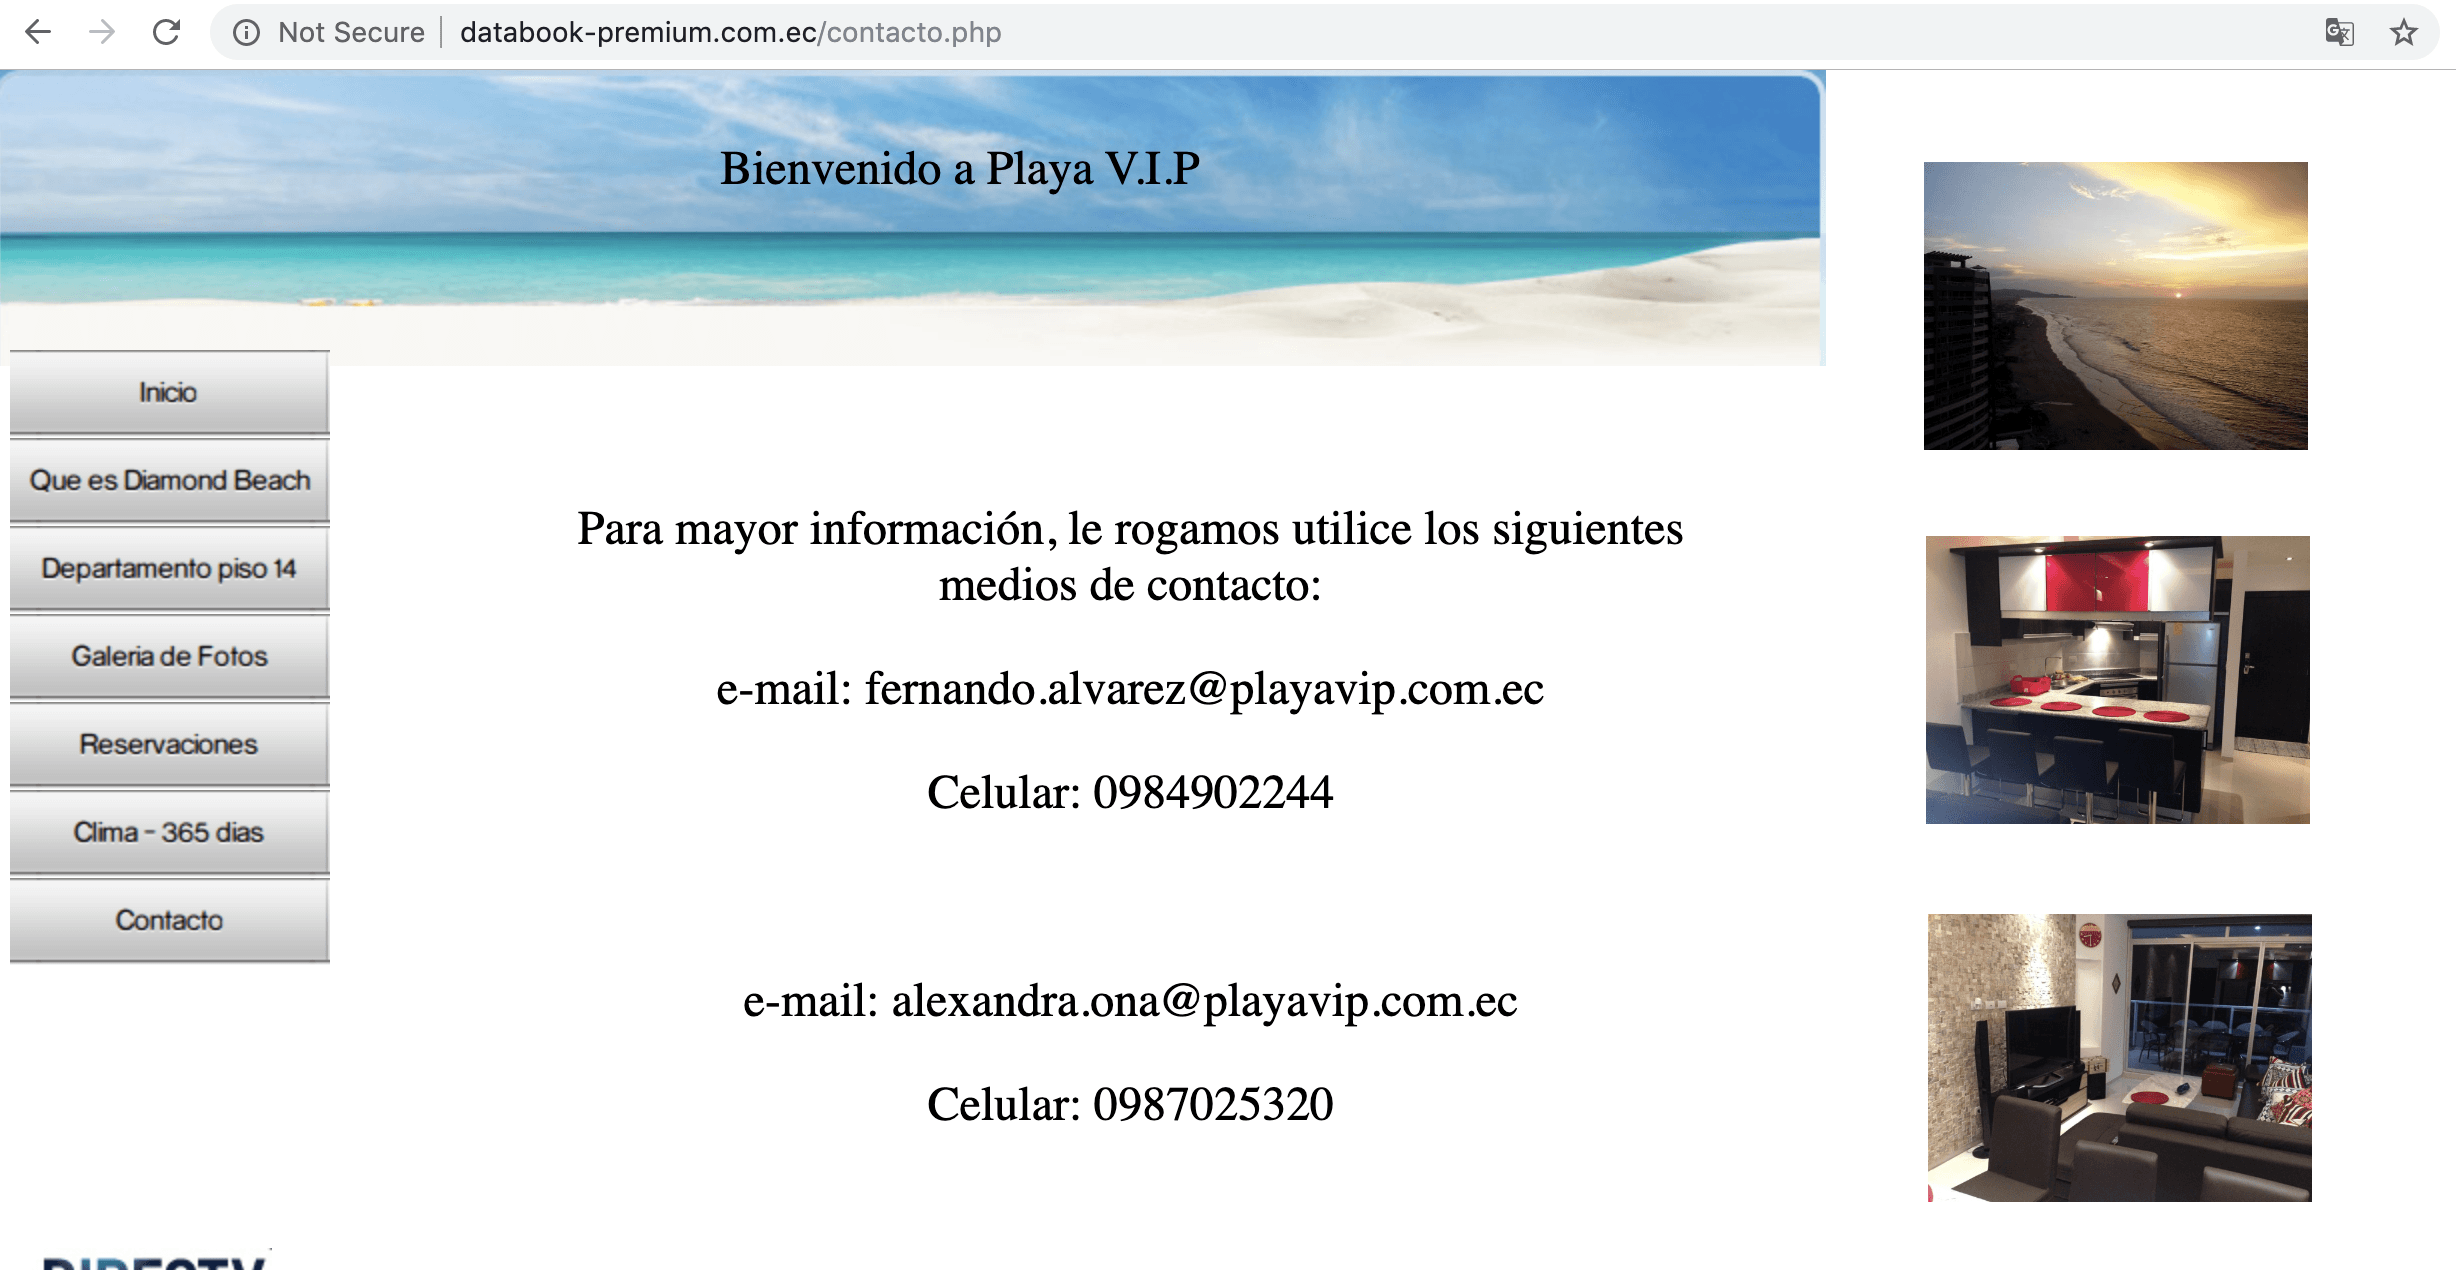 Not Secure databook-premium.com.ec/contacto.php
Bienvenido a Playa V.I.P
Inicio
Que es Diamond Beach
Departamento piso 14
Galeria de Fotos
Reservaciones
Clima - 365 dias
Contacto
Para mayor información, le rogamos utilice los siguientes
medios de contacto:
e-mail: fernando.alvarez@playavip.com.ec
Celular: 0984902244
e-mail: alexandra.ona@playavip.com.ec
Celular: 0987025320
DIRECTV